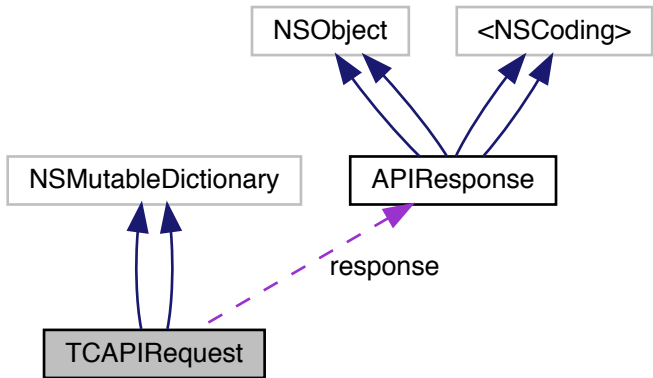 NSObject
<NSCoding>
NSMutableDictionary
APIResponse
response
TCAPIRequest